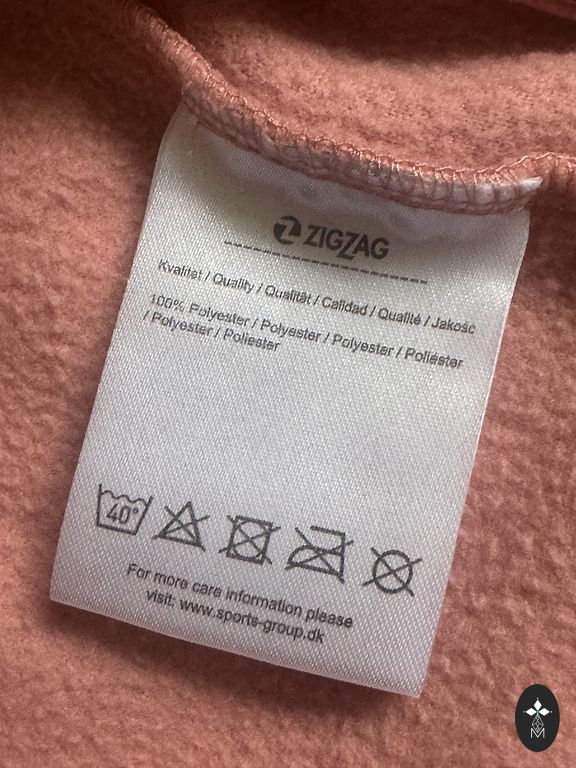 ZIGZAG
Kvalitet / Quality / Qualität / Calidad / Qualité / Jakość
100% Polyester / Polyester / Polyester / Poliéster
/ Polyester / Poliester
40°
For more care information please
visit: www.sports-group.dk
M